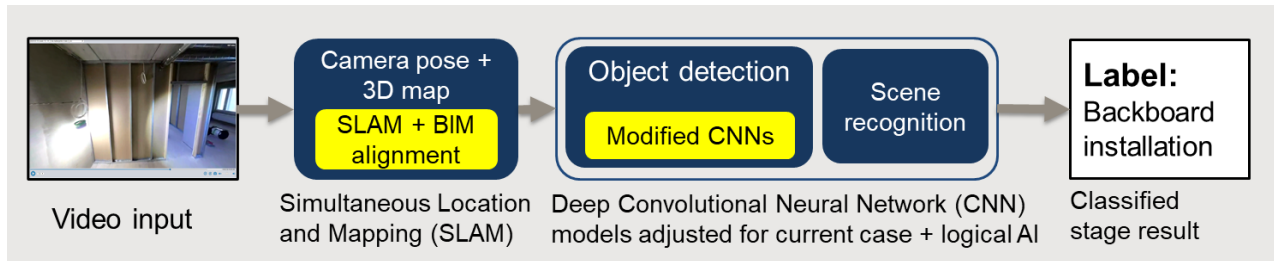 Camera pose +
3D map
SLAM + BIM
alignment
Object detection
Modified CNNs
Scene
recognition
Label:
Backboard
installation
Video input
Simultaneous Location
and Mapping (SLAM)
Deep Convolutional Neural Network (CNN)
models adjusted for current case + logical AI
Classified
stage result